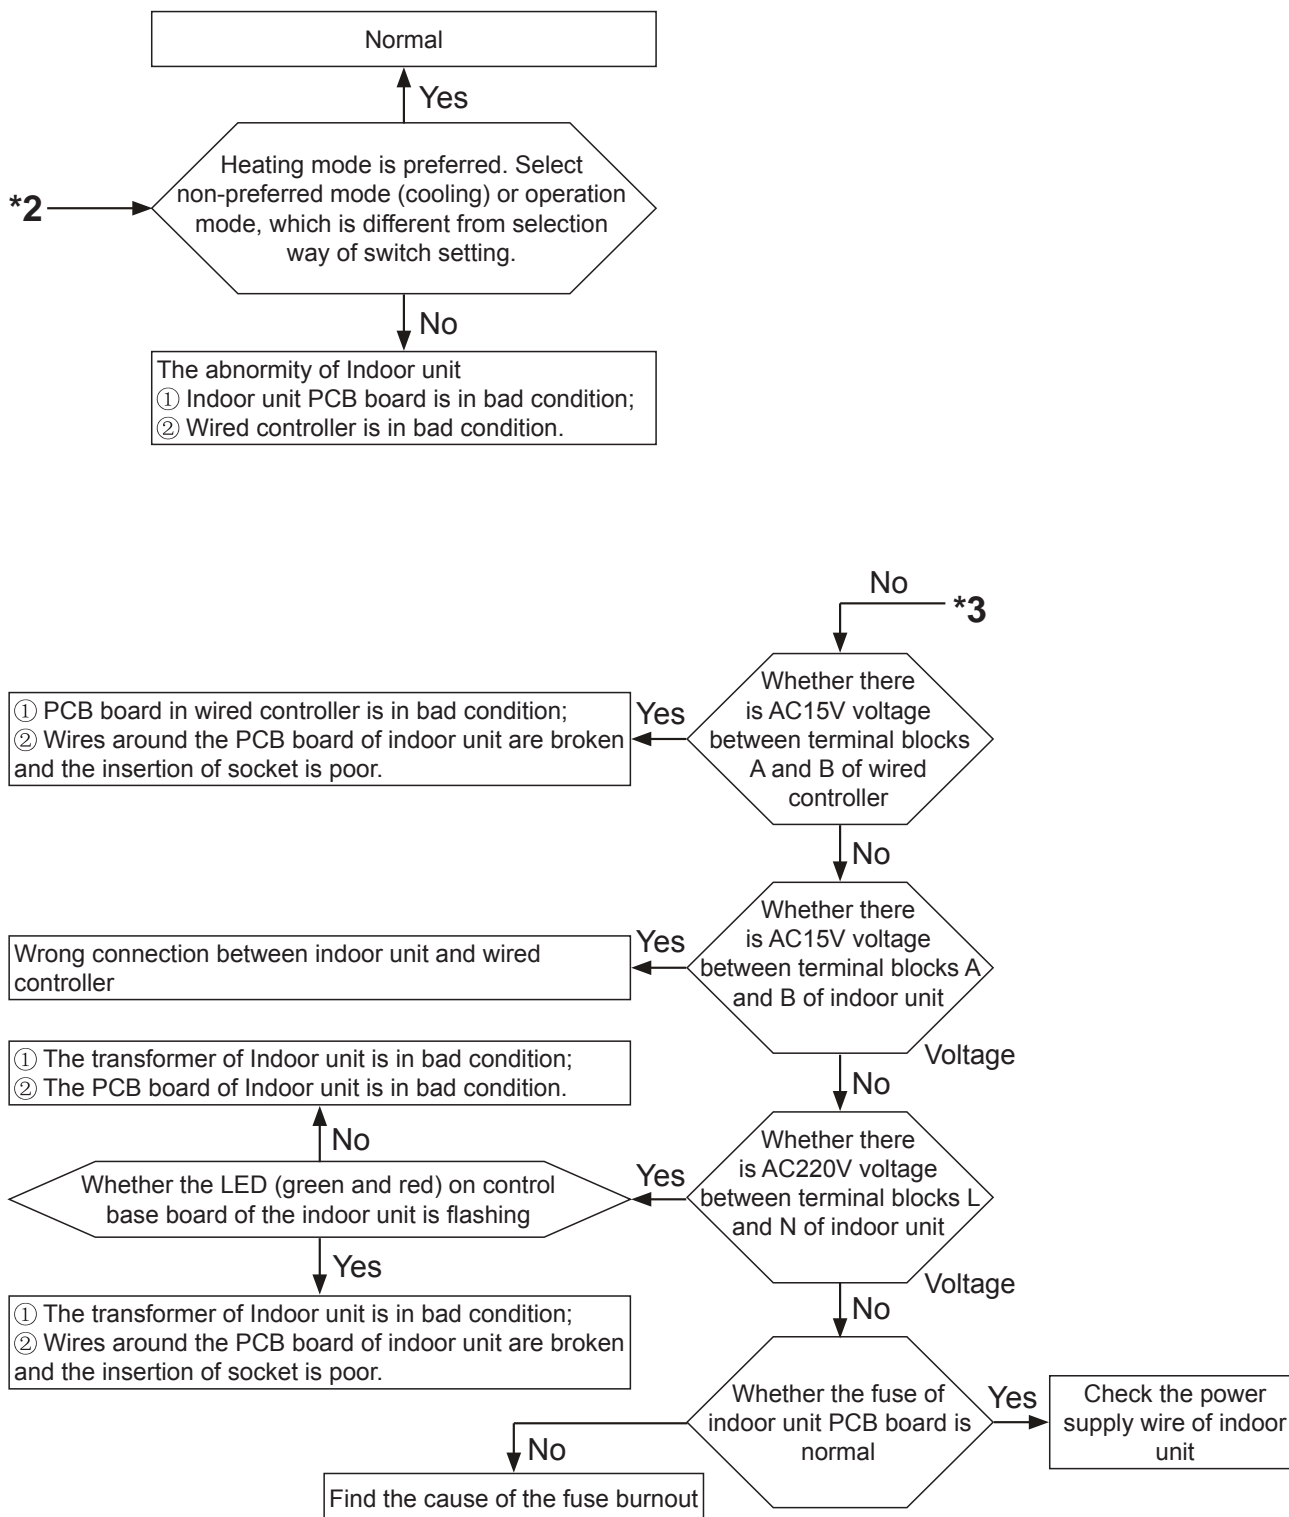 Normal
Yes
Heating mode is preferred. Select
non-preferred mode (cooling) or operation
mode, which is different from selection
way of switch setting.
*2
No
The abnormity of Indoor unit
① Indoor unit PCB board is in bad condition;
② Wired controller is in bad condition.
No
*3
Whether there
is AC15V voltage
between terminal blocks
A and B of wired
controller
Yes
① PCB board in wired controller is in bad condition;
② Wires around the PCB board of indoor unit are broken
and the insertion of socket is poor.
No
Whether there
is AC15V voltage
between terminal blocks A
and B of indoor unit
Yes
Wrong connection between indoor unit and wired
controller
Voltage
No
① The transformer of Indoor unit is in bad condition;
② The PCB board of Indoor unit is in bad condition.
No
Whether there
is AC220V voltage
between terminal blocks L
and N of indoor unit
Yes
Whether the LED (green and red) on control
base board of the indoor unit is flashing
Yes
Voltage
No
① The transformer of Indoor unit is in bad condition;
② Wires around the PCB board of indoor unit are broken
and the insertion of socket is poor.
Whether the fuse of
indoor unit PCB board is
normal
Yes
Check the power
supply wire of indoor
unit
No
Find the cause of the fuse burnout